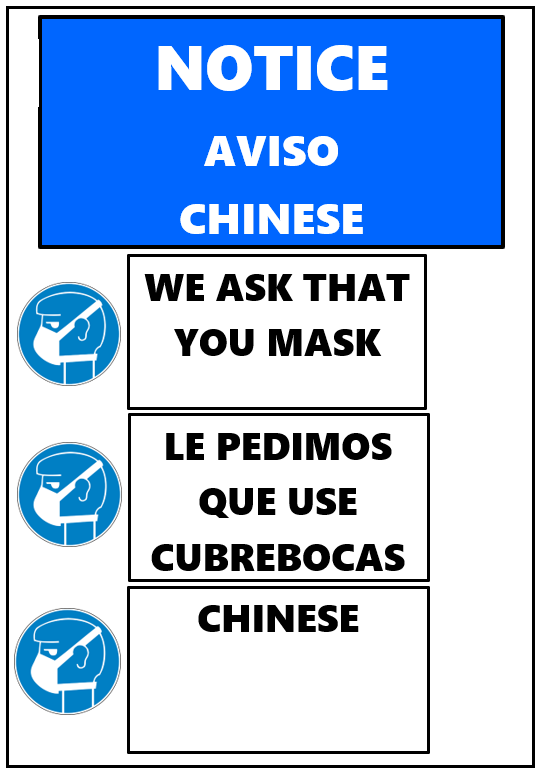 NOTICE
AVISO
CHINESE
WE ASK THAT
YOU MASK
LE PEDIMOS
QUE USE
CUBREBOCAS
CHINESE